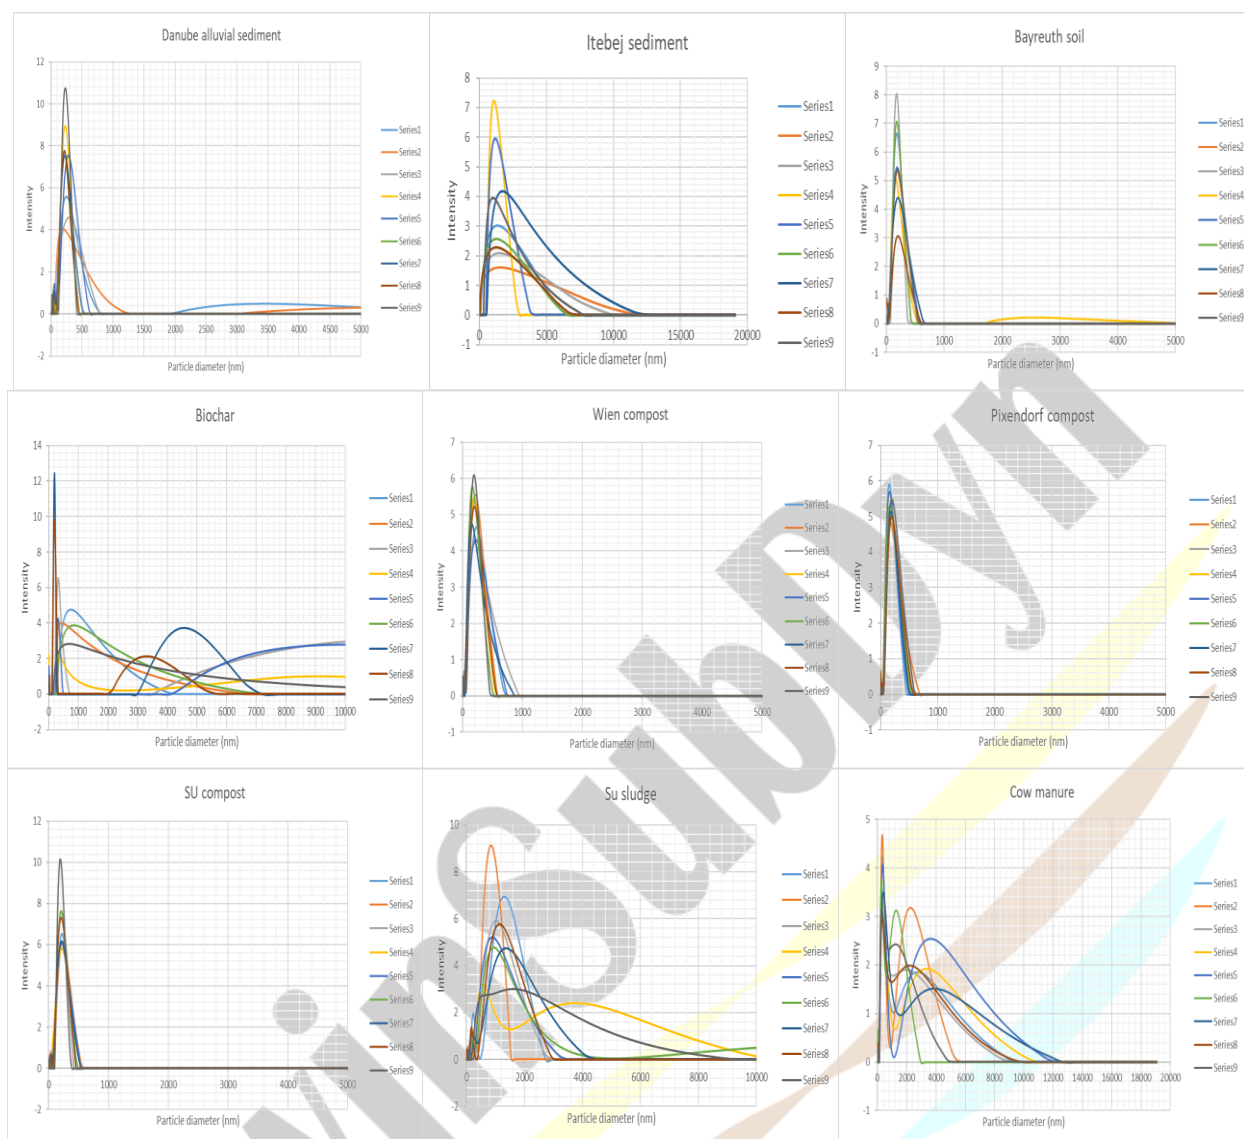 Danube alluvial sediment
12
10
8
6
4
2
0
-2
Intensity
0 500 1000 1500 2000 2500 3000 3500 4000 4500 5000
Particle diameter (nm)
Series1
Series2
Series3
Series4
Series5
Series6
Series7
Series8
Series9
Itebej sediment
8
7
6
5
4
3
2
1
0
-1
Intensity
0 5000 10000 15000 20000
Particle diameter (nm)
Series1
Series2
Series3
Series4
Series5
Series6
Series7
Series8
Series9
Bayreuth soil
9
8
7
6
5
4
3
2
1
0
-1
Intensity
0 1000 2000 3000 4000 5000
Particle diameter (nm)
Series1
Series2
Series3
Series4
Series5
Series6
Series7
Series8
Series9
Biochar
14
12
10
8
6
4
2
0
-2
Intensity
0 1000 2000 3000 4000 5000 6000 7000 8000 9000 10000
Particle diameter (nm)
Series1
Series2
Series3
Series4
Series5
Series6
Series7
Series8
Series9
Wien compost
7
6
5
4
3
2
1
0
-1
Intensity
0 1000 2000 3000 4000 5000
Particle diameter (nm)
Series1
Series2
Series3
Series4
Series5
Series6
Series7
Series8
Series9
Pixendorf compost
7
6
5
4
3
2
1
0
-1
Intensity
0 1000 2000 3000 4000 5000
Particle diameter (nm)
Series1
Series2
Series3
Series4
Series5
Series6
Series7
Series8
Series9
SU compost
12
10
8
6
4
2
0
-2
Intensity
0 1000 2000 3000 4000 5000
Particle diameter (nm)
Series1
Series2
Series3
Series4
Series5
Series6
Series7
Series8
Series9
Su sludge
10
8
6
4
2
0
-2
Intensity
0 2000 4000 6000 8000 10000
Particle diameter (nm)
Series1
Series2
Series3
Series4
Series5
Series6
Series7
Series8
Series9
Cow manure
5
4
3
2
1
0
-1
Intensity
0 2000 4000 6000 8000 10000 12000 14000 16000 18000 20000
Particle diameter (nm)
Series1
Series2
Series3
Series4
Series5
Series6
Series7
Series8
Series9
inSubDyn